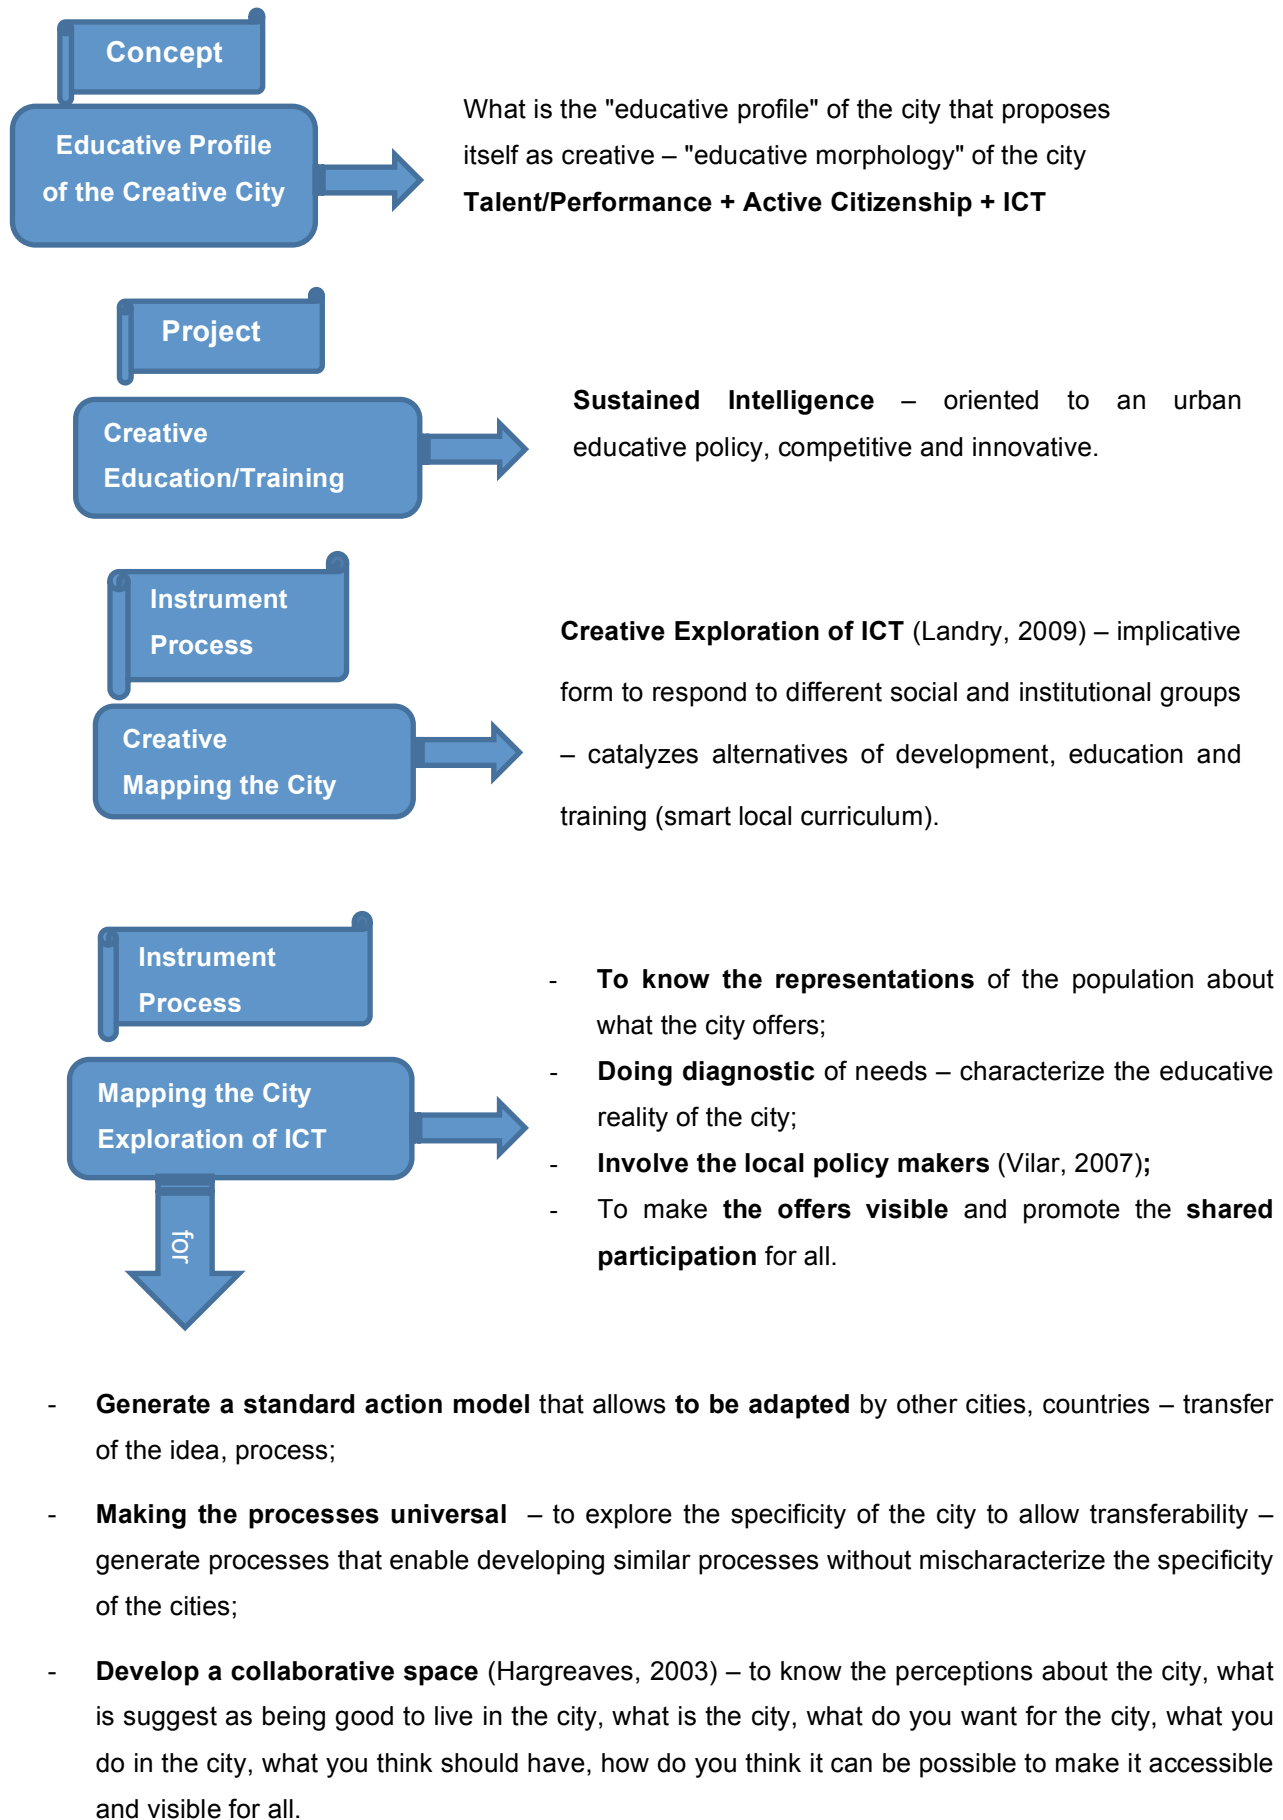 Concept
Educative Profile
of the Creative City
What is the "educative profile" of the city that proposes
itself as creative – "educative morphology" of the city
Talent/Performance + Active Citizenship + ICT
Project
Creative
Education/Training
Sustained Intelligence – oriented to an urban
educative policy, competitive and innovative.
Instrument
Process
Creative
Mapping the City
Creative Exploration of ICT (Landry, 2009) – implicative
form to respond to different social and institutional groups
– catalyzes alternatives of development, education and
training (smart local curriculum).
Instrument
Process
Mapping the City
Exploration of ICT
- To know the representations of the population about
what the city offers;
- Doing diagnostic of needs – characterize the educative
reality of the city;
- Involve the local policy makers (Vilar, 2007);
- To make the offers visible and promote the shared
participation for all.
for
- Generate a standard action model that allows to be adapted by other cities, countries – transfer
of the idea, process;
- Making the processes universal – to explore the specificity of the city to allow transferability –
generate processes that enable developing similar processes without mischaracterize the specificity
of the cities;
- Develop a collaborative space (Hargreaves, 2003) – to know the perceptions about the city, what
is suggest as being good to live in the city, what is the city, what do you want for the city, what you
do in the city, what you think should have, how do you think it can be possible to make it accessible
and visible for all.